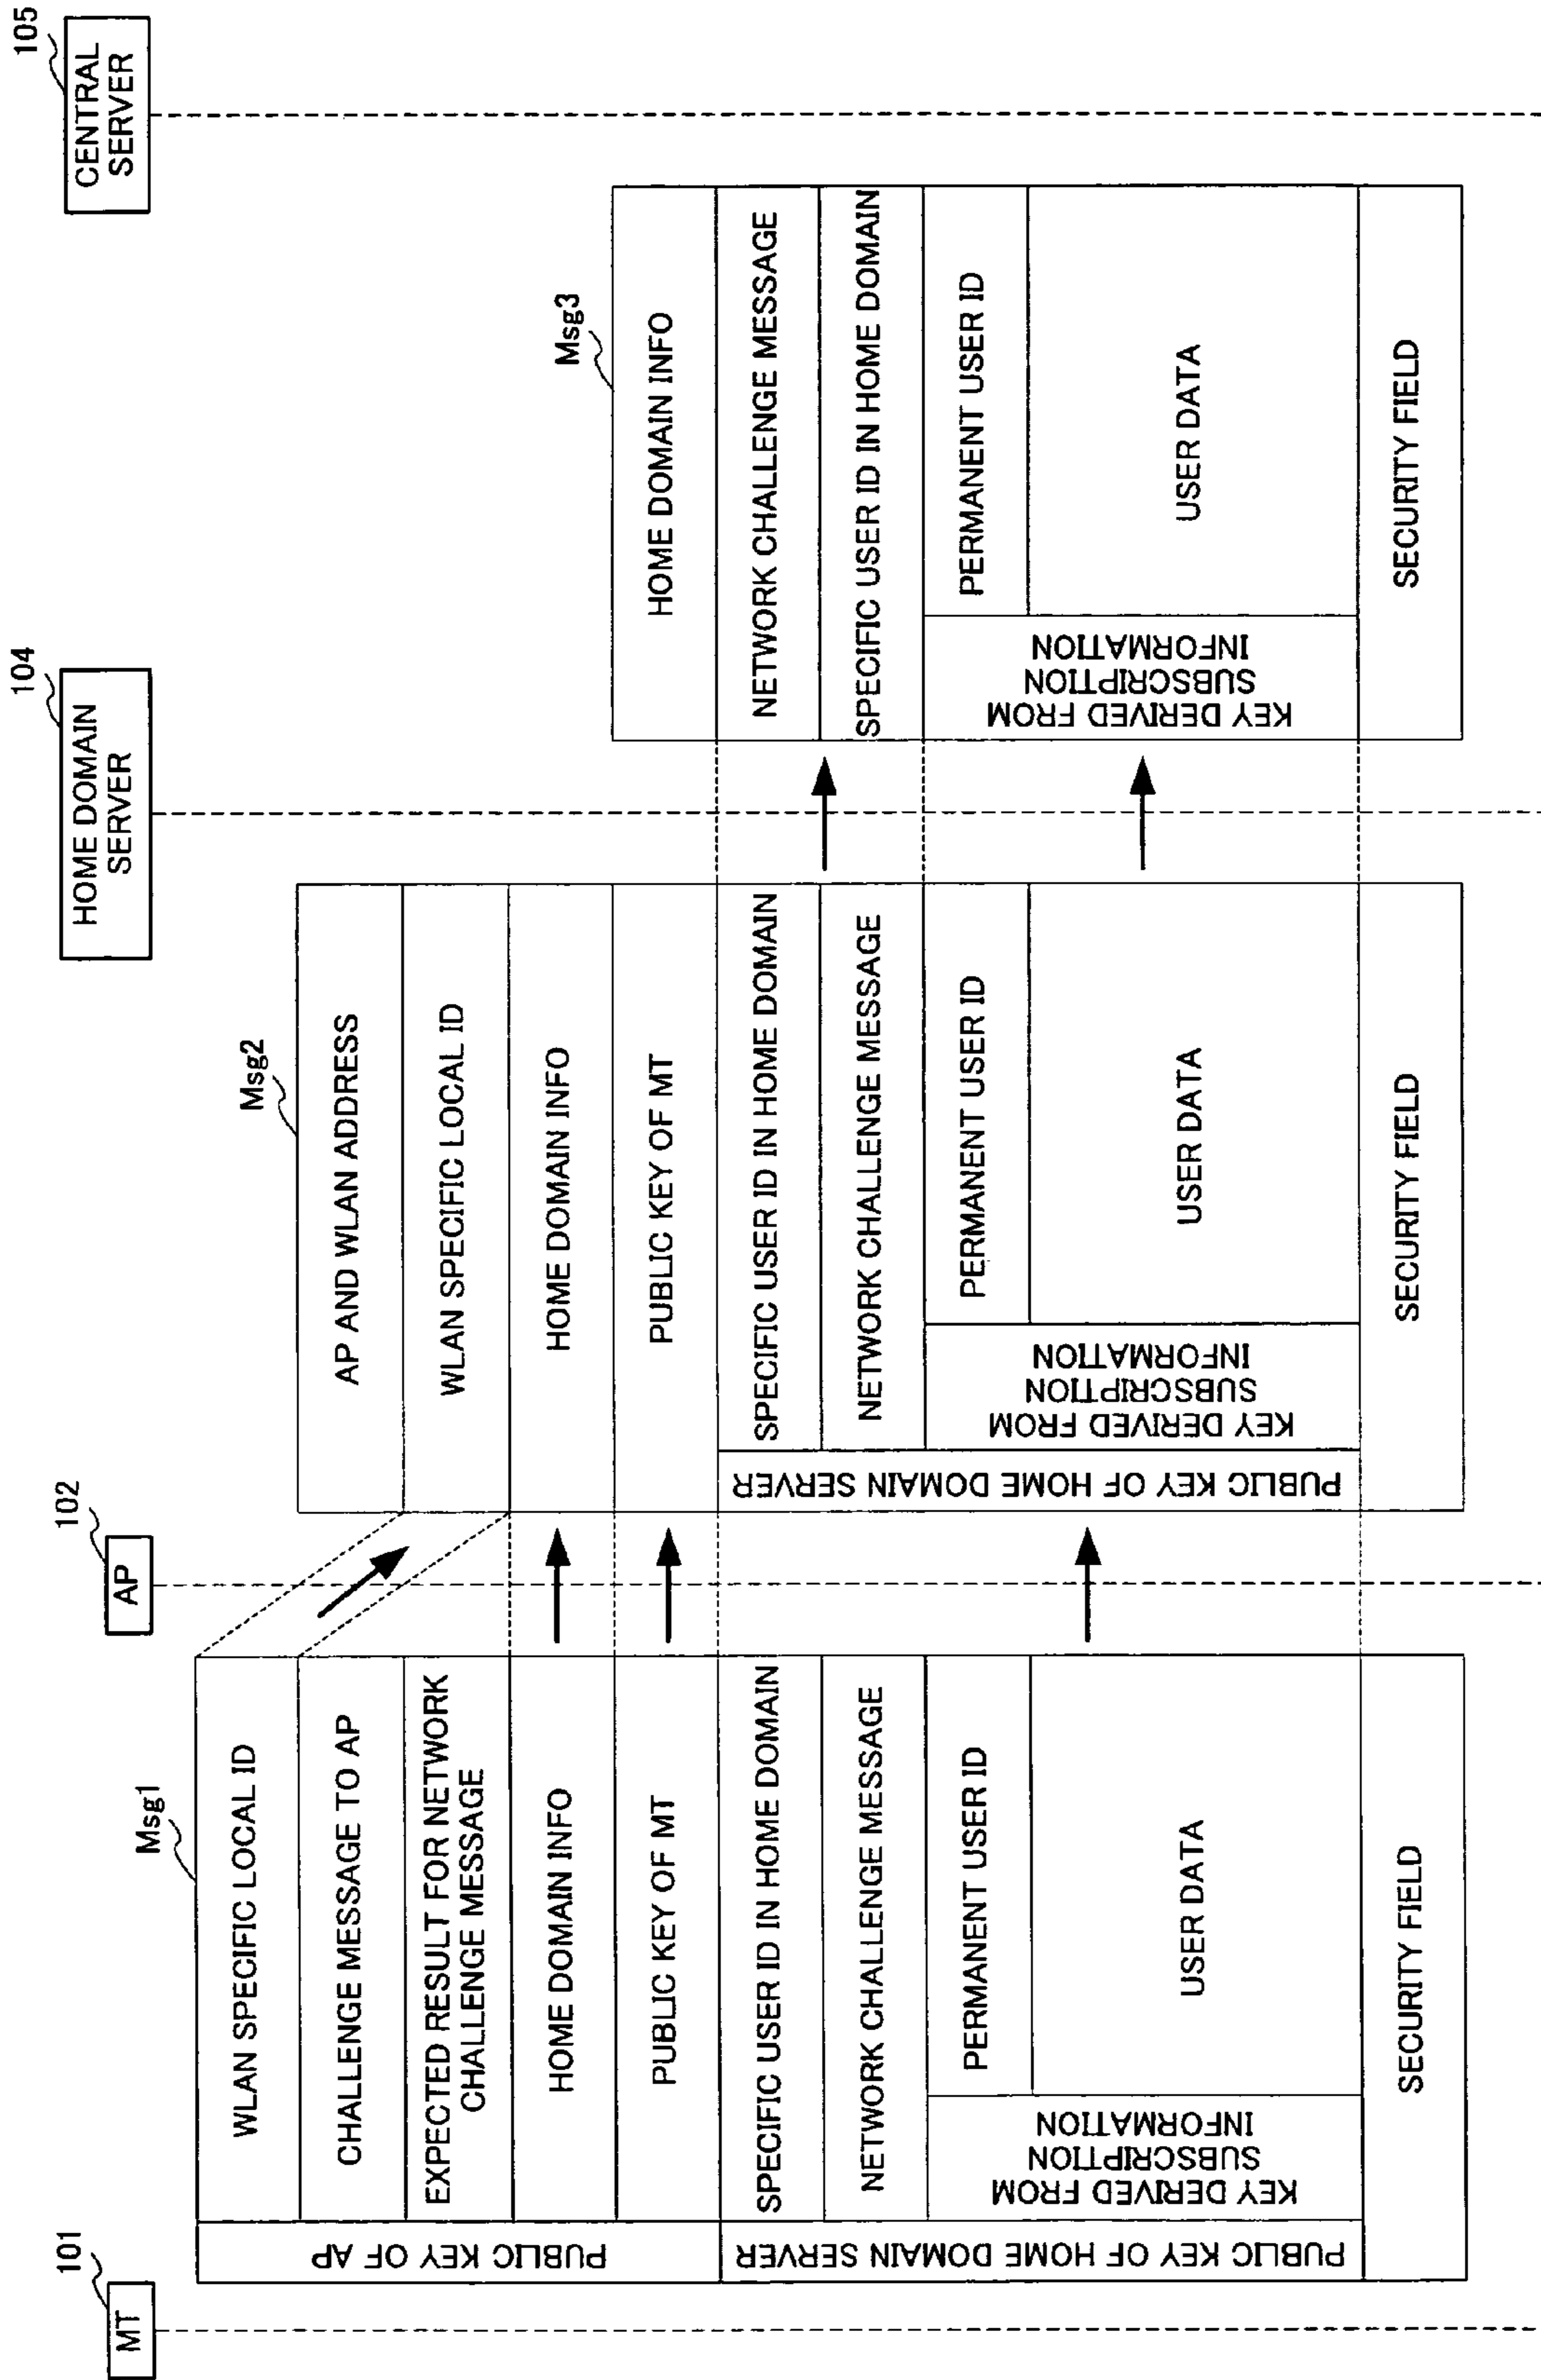 101
MT
102
AP
104
HOME DOMAIN
SERVER
105
CENTRAL
SERVER
Msg1
PUBLIC KEY OF AP
WLAN SPECIFIC LOCAL ID
CHALLENGE MESSAGE TO AP
EXPECTED RESULT FOR NETWORK
CHALLENGE MESSAGE
HOME DOMAIN INFO
PUBLIC KEY OF MT
PUBLIC KEY OF HOME DOMAIN SERVER
SPECIFIC USER ID IN HOME DOMAIN
NETWORK CHALLENGE MESSAGE
KEY DERIVED FROM
SUBSCRIPTION
INFORMATION
PERMANENT USER ID
USER DATA
SECURITY FIELD
Msg2
AP AND WLAN ADDRESS
WLAN SPECIFIC LOCAL ID
HOME DOMAIN INFO
PUBLIC KEY OF MT
PUBLIC KEY OF HOME DOMAIN SERVER
SPECIFIC USER ID IN HOME DOMAIN
NETWORK CHALLENGE MESSAGE
KEY DERIVED FROM
SUBSCRIPTION
INFORMATION
PERMANENT USER ID
USER DATA
SECURITY FIELD
Msg3
HOME DOMAIN INFO
NETWORK CHALLENGE MESSAGE
SPECIFIC USER ID IN HOME DOMAIN
KEY DERIVED FROM
SUBSCRIPTION
INFORMATION
PERMANENT USER ID
USER DATA
SECURITY FIELD